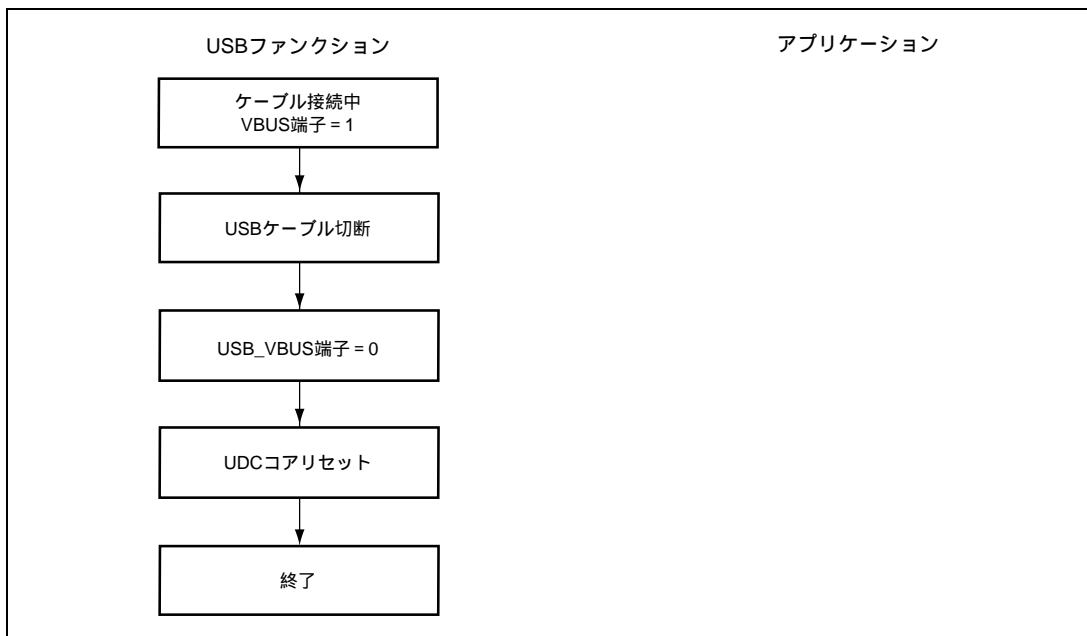 USBファンクション
アプリケーション
ケーブル接続中
VBUS端子 = 1
USBケーブル切断
USB_VBUS端子 = 0
UDCコアリセット
終了